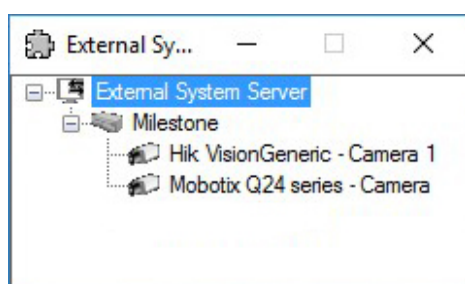 External Sy...
External System Server
Milestone
Hik VisionGeneric - Camera 1
Mobotix Q24 series - Camera